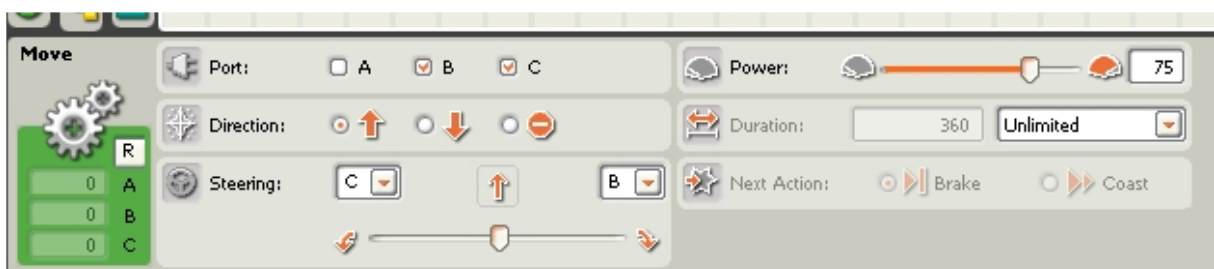 Move
Port: A B C
Power: 75
Direction:
Duration: 360 Unlimited
R
0 A
Steering: C B
Next Action: Brake Coast
0 B
0 C